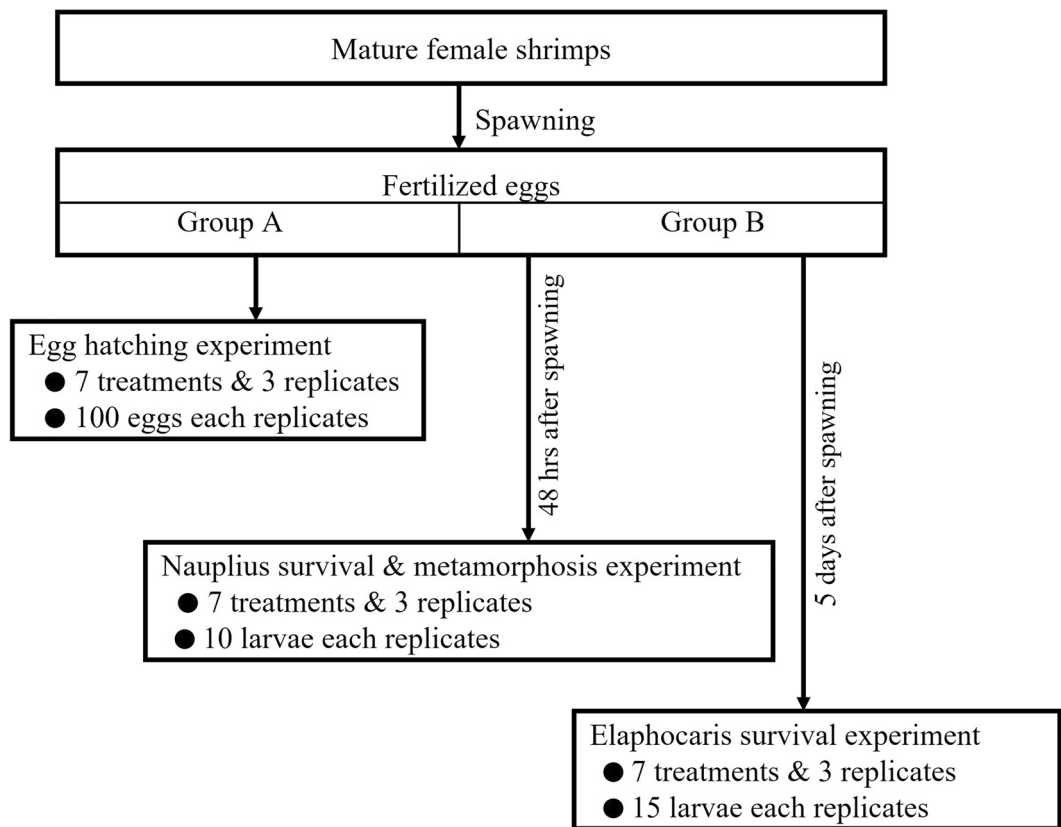 Mature female shrimps
Spawning
Fertilized eggs
Group A
Group B
Egg hatching experiment
● 7 treatments & 3 replicates
● 100 eggs each replicates
48 hrs after spawning
5 days after spawning
Nauplius survival & metamorphosis experiment
● 7 treatments & 3 replicates
● 10 larvae each replicates
Elaphocaris survival experiment
● 7 treatments & 3 replicates
● 15 larvae each replicates